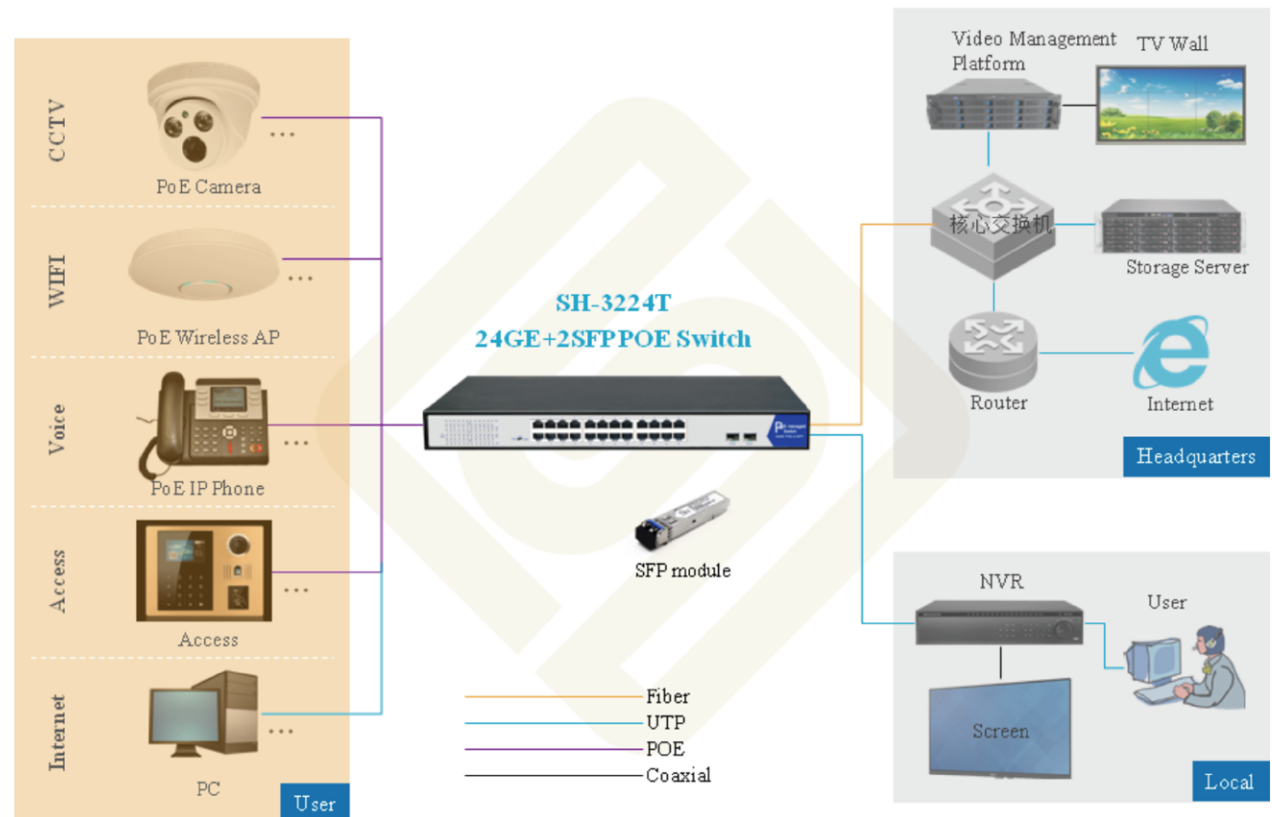 CCTV
PoE Camera
WIFI
PoE Wireless AP
Voice
PoE IP Phone
Access
Access
Internet
PC
User
SH-3224T
24GE+2SFPPOE Switch
SFP module
Fiber
UTP
POE
Coaxial
Video Management
Platform
TV Wall
核心交换机
Storage Server
Router
Internet
Headquarters
NVR
User
Screen
Local